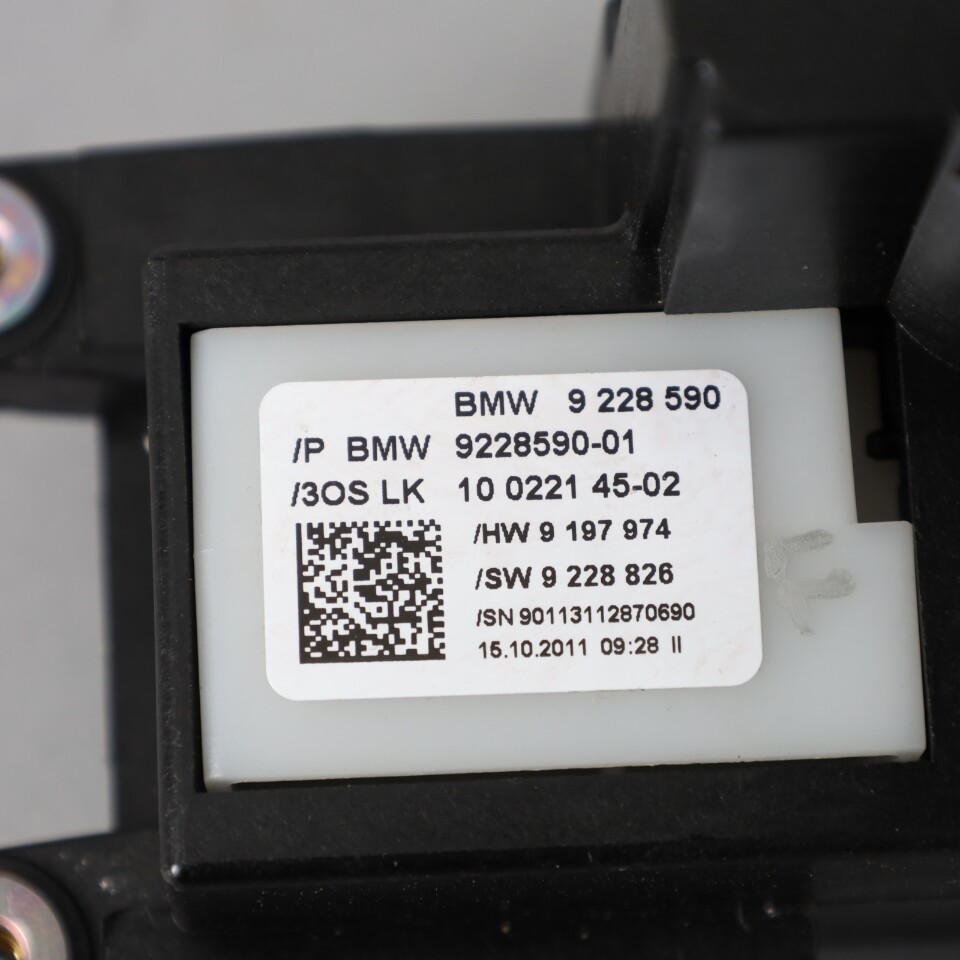 BMW 9 228 590
/P BMW 9228590-01
/3OS LK 10 0221 45-02
/HW 9 197 974
/SW 9 228 826
/SN 90113112870690
15.10.2011 09:28 II